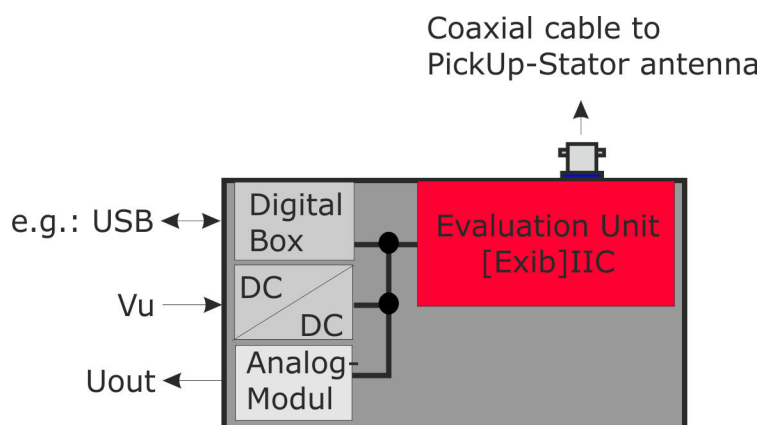 Coaxial cable to
PickUp-Stator antenna
e.g.: USB
Digital
Box
Evaluation Unit
[Exib]IIC
Vu
DC
DC
Uout
Analog-
Modul